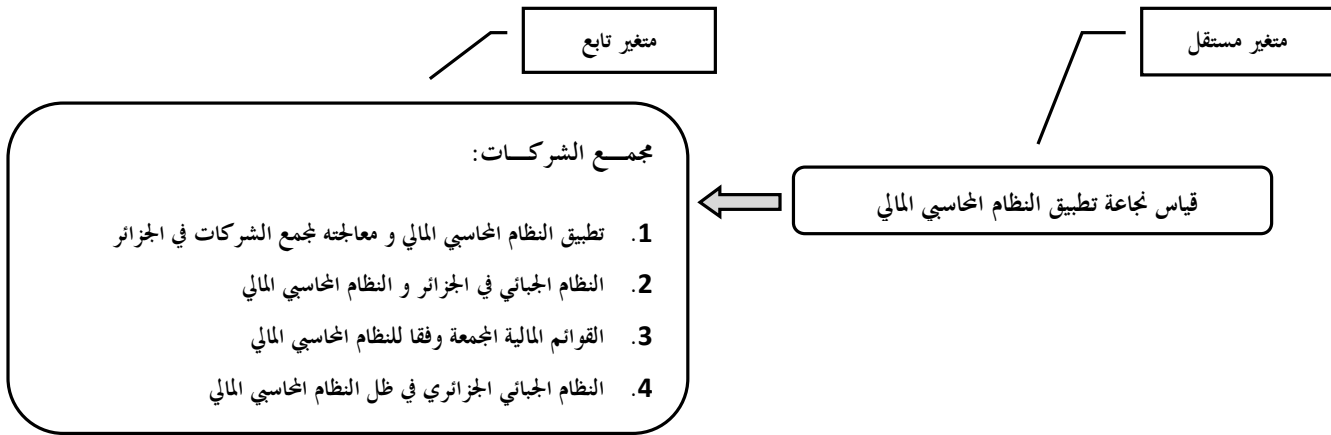 متغير مستقل
متغير تابع
قياس نجاعة تطبيق النظام المحاسبي المالي
مجمـــع الشركـــات:
1. تطبيق النظام المحاسبي المالي و معالجته لمجمع الشركات في الجزائر
2. النظام الجبائي في الجزائر و النظام المحاسبي المالي
3. القوائم المالية المجمعة وفقا للنظام المحاسبي المالي
4. النظام الجبائي الجزائري في ظل النظام المحاسبي المالي